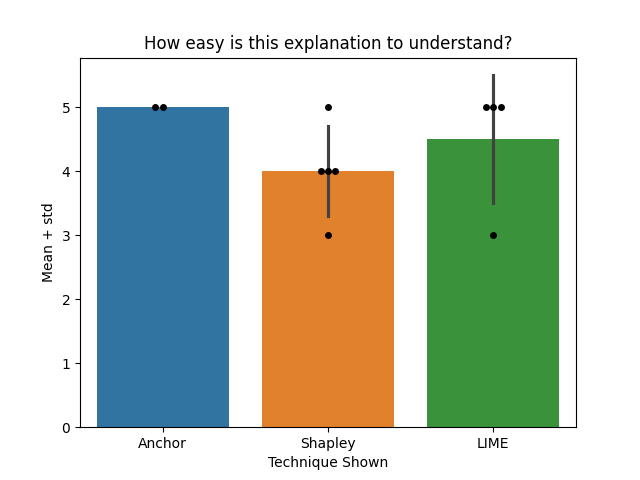 How easy is this explanation to understand?
Mean + std
5
4
3
2
1
0
Anchor
Shapley
LIME
Technique Shown